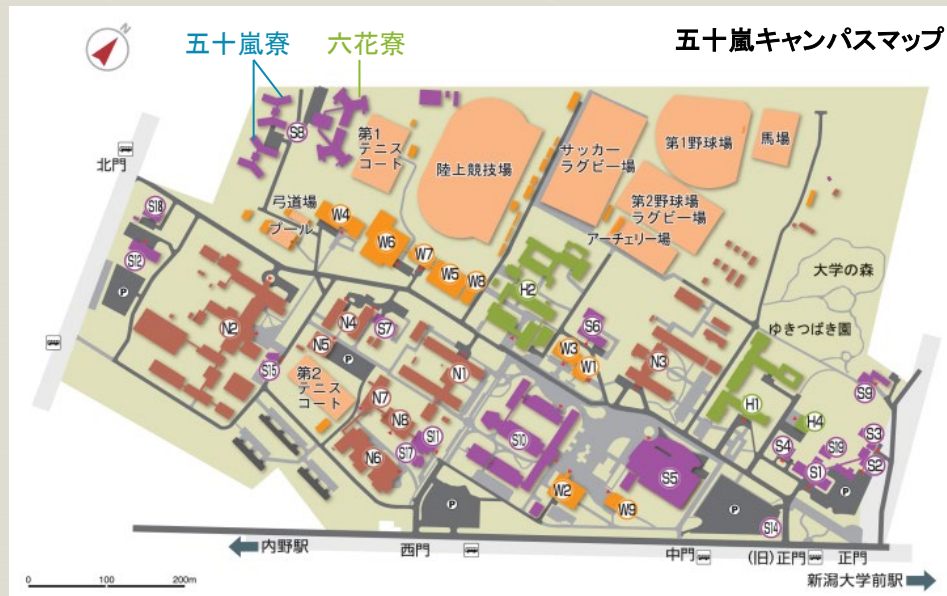 N
五十嵐寮
六花寮
五十嵐キャンパスマップ
北門
S8
第1
テニス
コート
陸上競技場
サッカー
ラグビー場
第1野球場
馬場
第2野球場
ラグビー場
アーチェリー場
大学の森
ゆきつばき園
弓道場
プール
W4
W6
W7
W5
W8
S18
S12
P
N2
N4
S7
N5
P
S15
第2
テニス
コート
N1
H2
S6
W3
W1
N3
H1
H4
S9
S3
S19
S2
S4
S1
P
N7
N8
S11
S17
N6
S10
S5
W2
W9
P
P
S14
内野駅
西門
中門
(旧)正門
正門
新潟大学前駅
0 100 200m